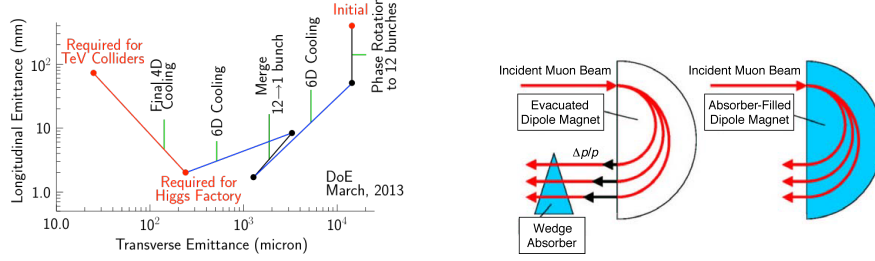 Longitudinal Emittance (mm)
10²
10
1.0
10.0
10²
10³
10⁴
Transverse Emittance (micron)
Required for
TeV Colliders
Final 4D
Cooling
6D Cooling
Merge
12→1 bunch
6D Cooling
Initial
Phase Rotation
to 12 bunches
Required for
Higgs Factory
DoE
March, 2013
Incident Muon Beam
Evacuated
Dipole Magnet
Δp/p
Wedge
Absorber
Incident Muon Beam
Absorber-Filled
Dipole Magnet